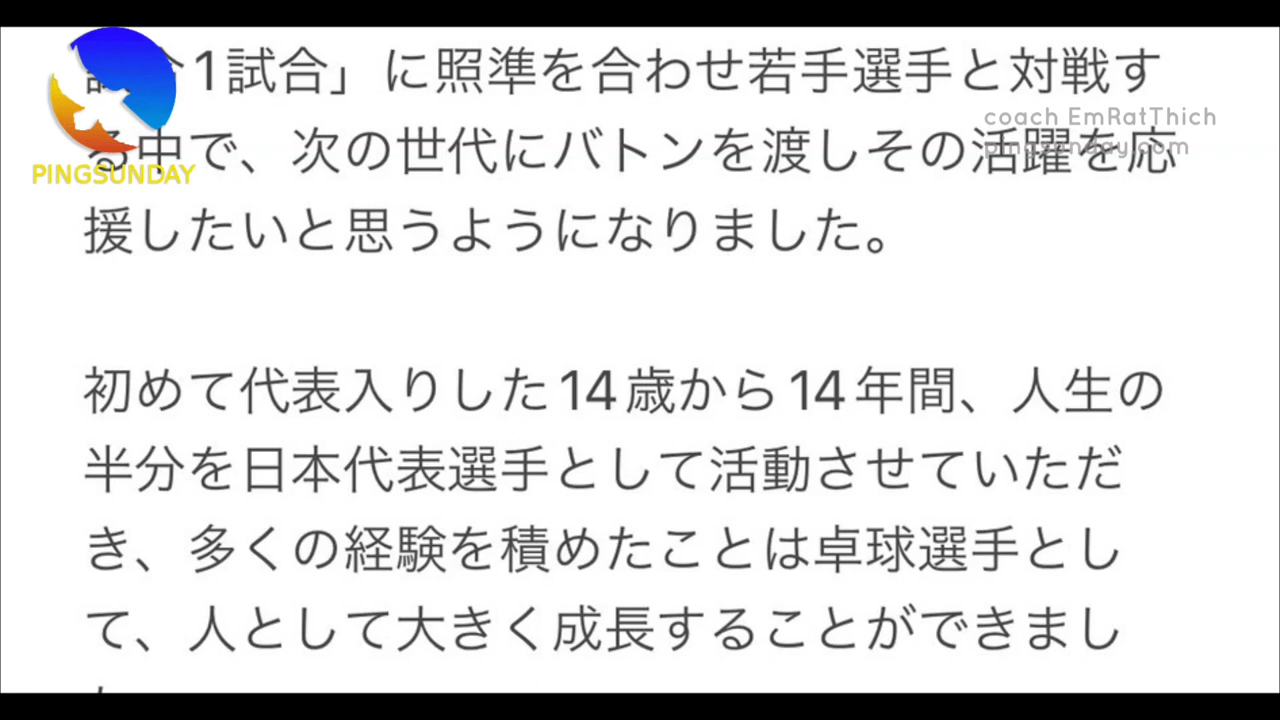 1試合」に照準を合わせ若手選手と対戦す
る中で、次の世代にバトンを渡しその活躍を応
援したいと思うようになりました。
初めて代表入りした14歳から14年間、人生の
半分を日本代表選手として活動させていただ
き、多くの経験を積めたことは卓球選手とし
て、人として大きく成長することができまし
PINGSUNDAY
coach EmRatThich
pingsunday.com